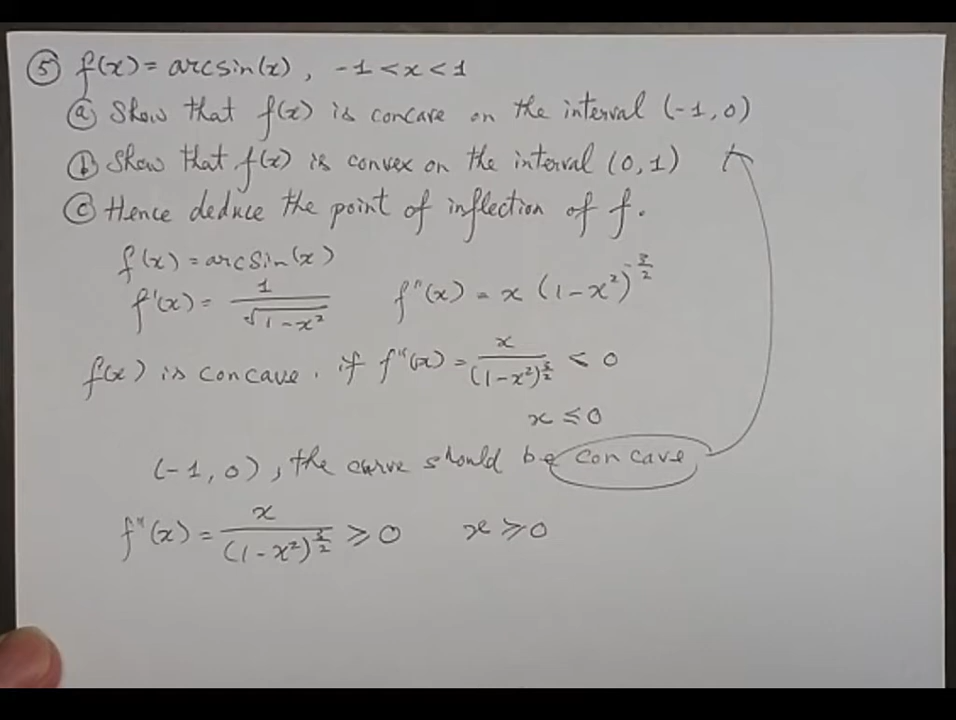 ⑤ f(x) = arcsin(x), -1 < x < 1
ⓐ Show that f(x) is concave on the interval (-1, 0)
ⓑ Show that f(x) is convex on the interval (0, 1)
ⓒ Hence deduce the point of inflection of f.
f(x) = arcsin(x)
f'(x) = 1/√(1-x²) f''(x) = x (1-x²)^(-3/2)
f(x) is concave. if f''(x) = x/(1-x²)^(3/2) ≤ 0
x ≤ 0
(-1, 0), the curve should be concave
f''(x) = x/(1-x²)^(3/2) ≥ 0 x ≥ 0